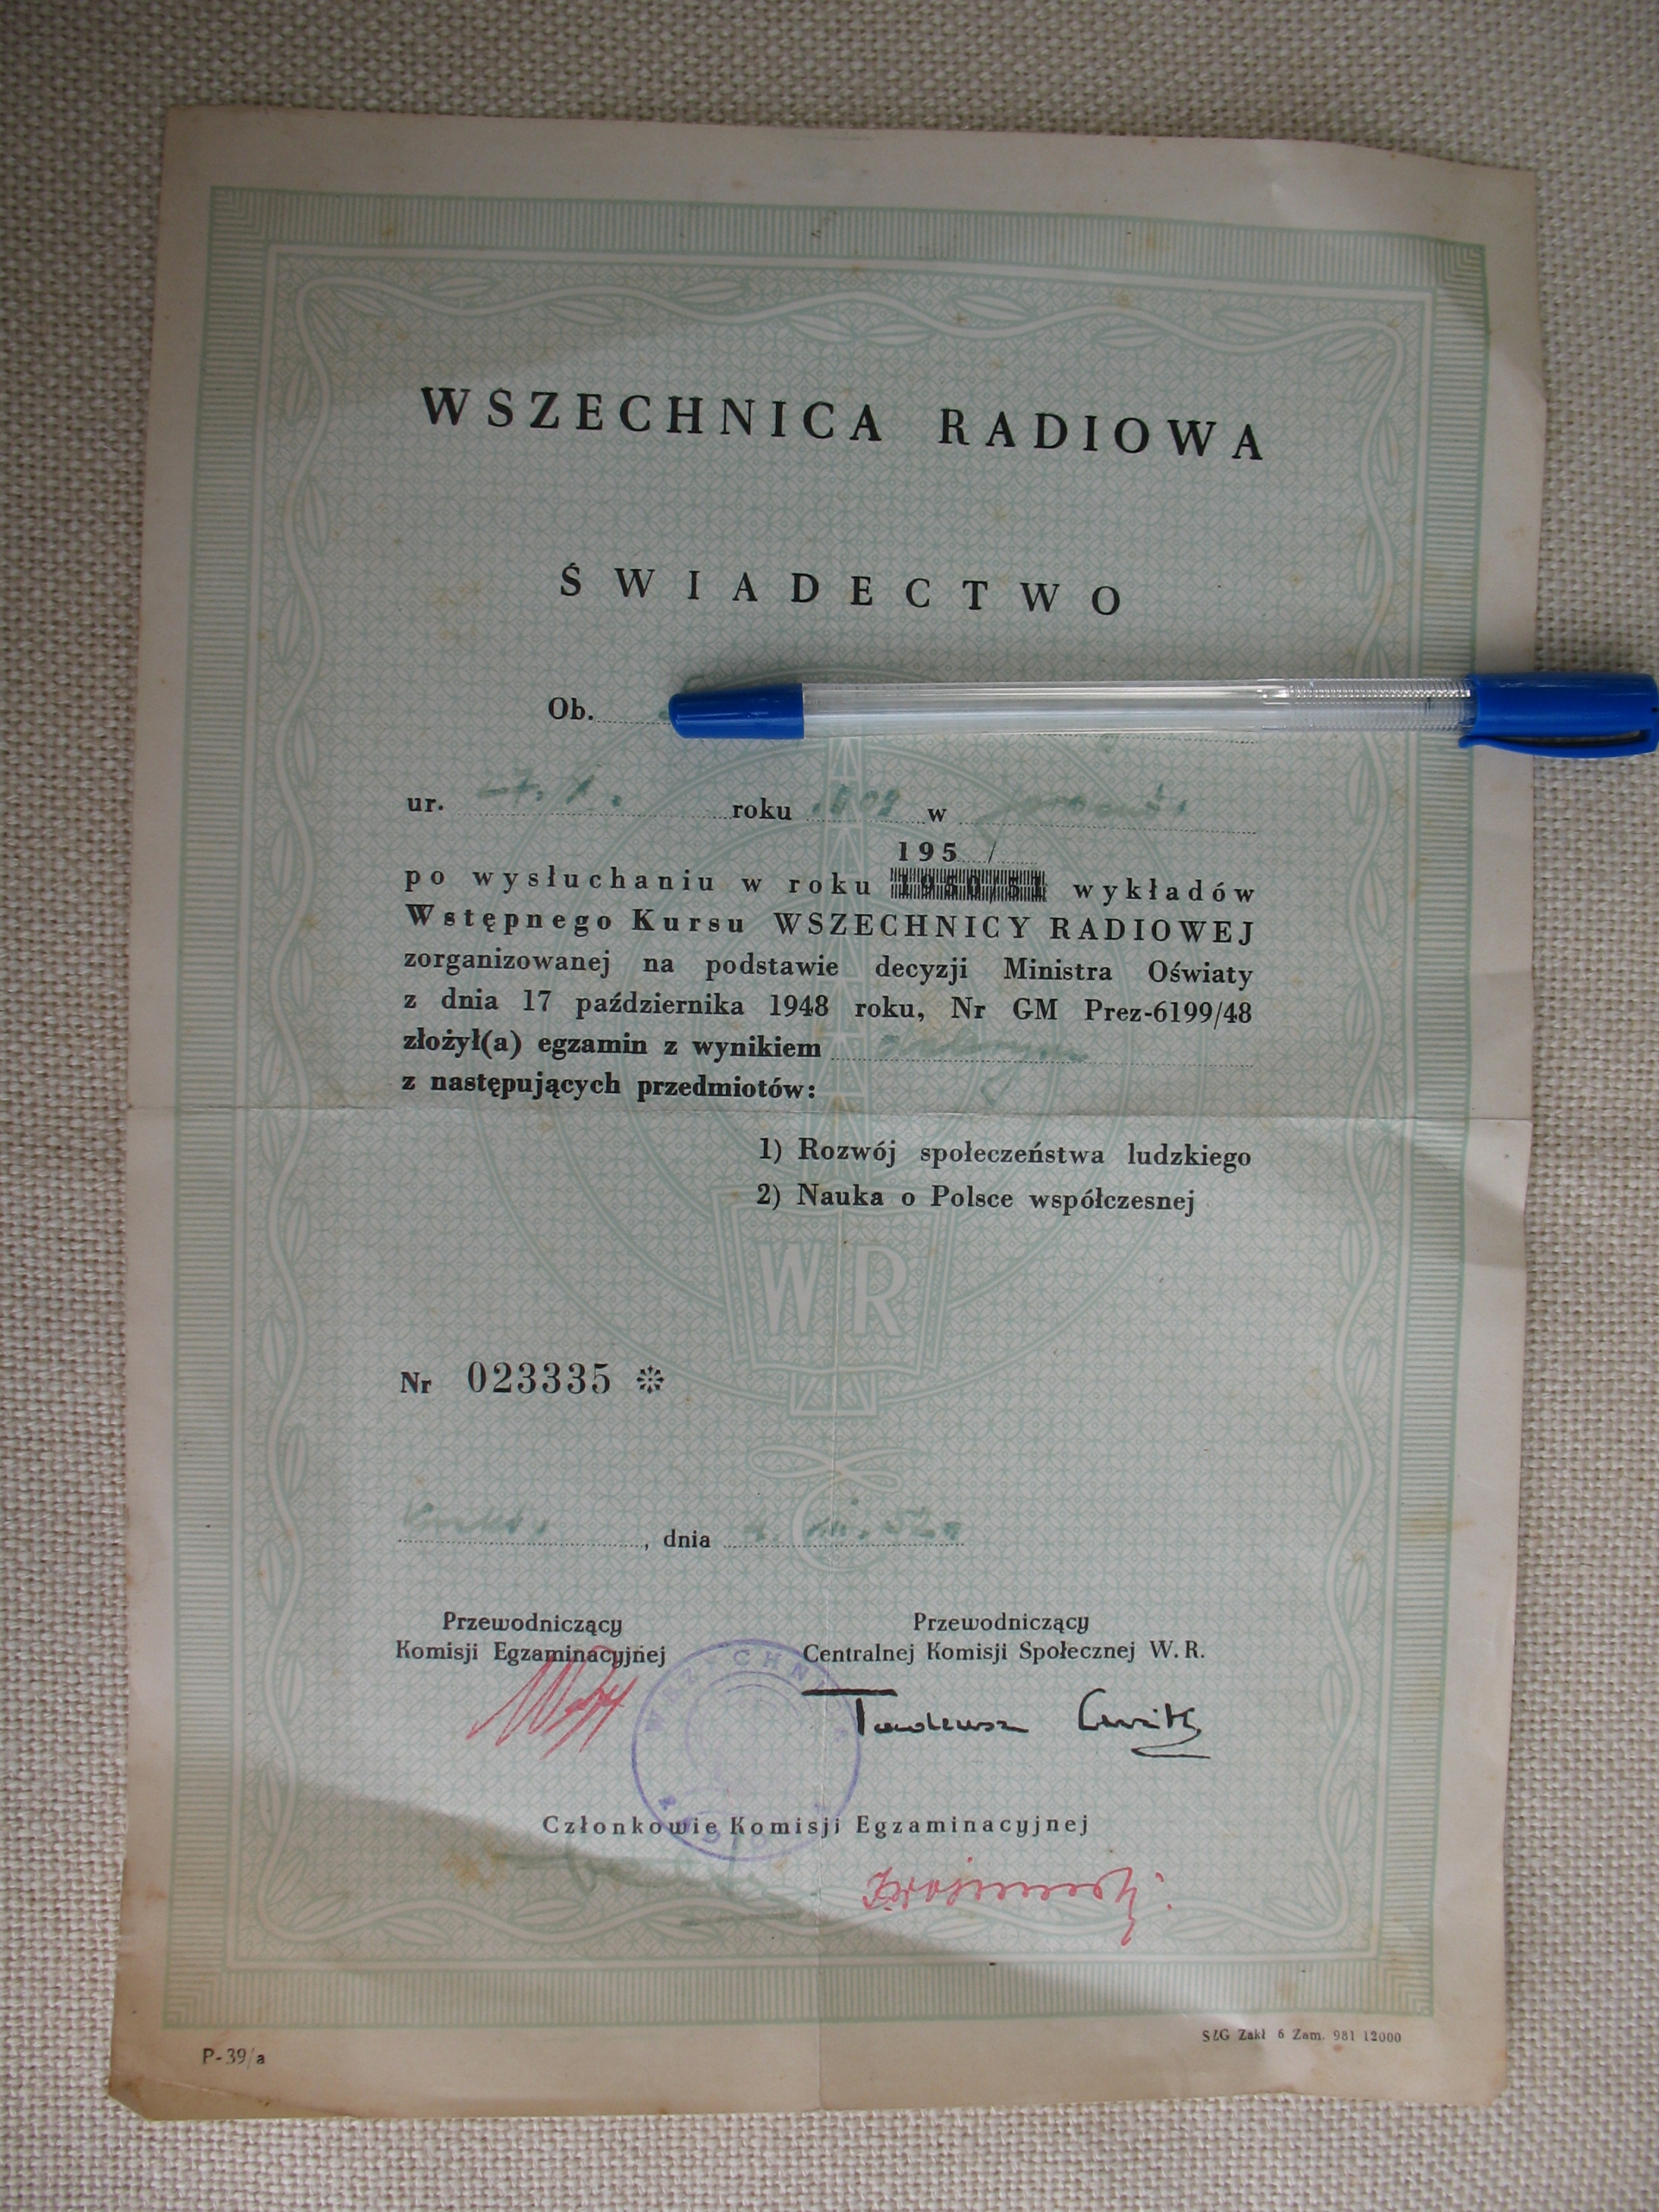 WSZECHNICA RADIOWA
ŚWIADECTWO
Ob.
ur. roku w
195 /
po wysłuchaniu w roku 1950/51 wykładów
Wstępnego Kursu WSZECHNICY RADIOWEJ
zorganizowanej na podstawie decyzji Ministra Oświaty
z dnia 17 października 1948 roku, Nr GM Prez-6199/48
złożył(a) egzamin z wynikiem
z następujących przedmiotów:
1) Rozwój społeczeństwa ludzkiego
2) Nauka o Polsce współczesnej
WR
Nr 023335
, dnia
Przewodniczący
Komisji Egzaminacyjnej
Przewodniczący
Centralnej Komisji Społecznej W. R.
Tadeusz
Członkowie Komisji Egzaminacyjnej
P-39/a
SZG Zakł 6 Zam. 981 12000